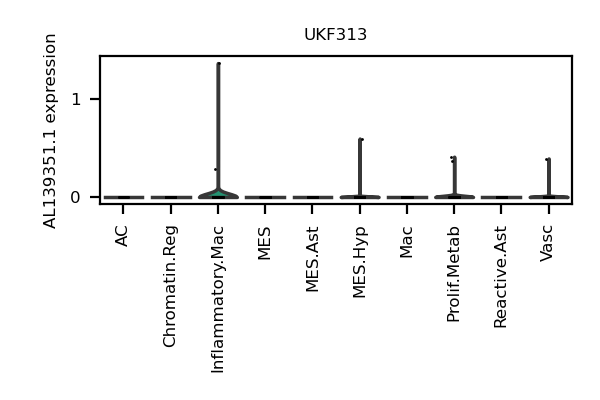 UKF313
AL139351.1 expression
1
0
AC
Chromatin.Reg
Inflammatory.Mac
MES
MES.Ast
MES.Hyp
Mac
Prolif.Metab
Reactive.Ast
Vasc